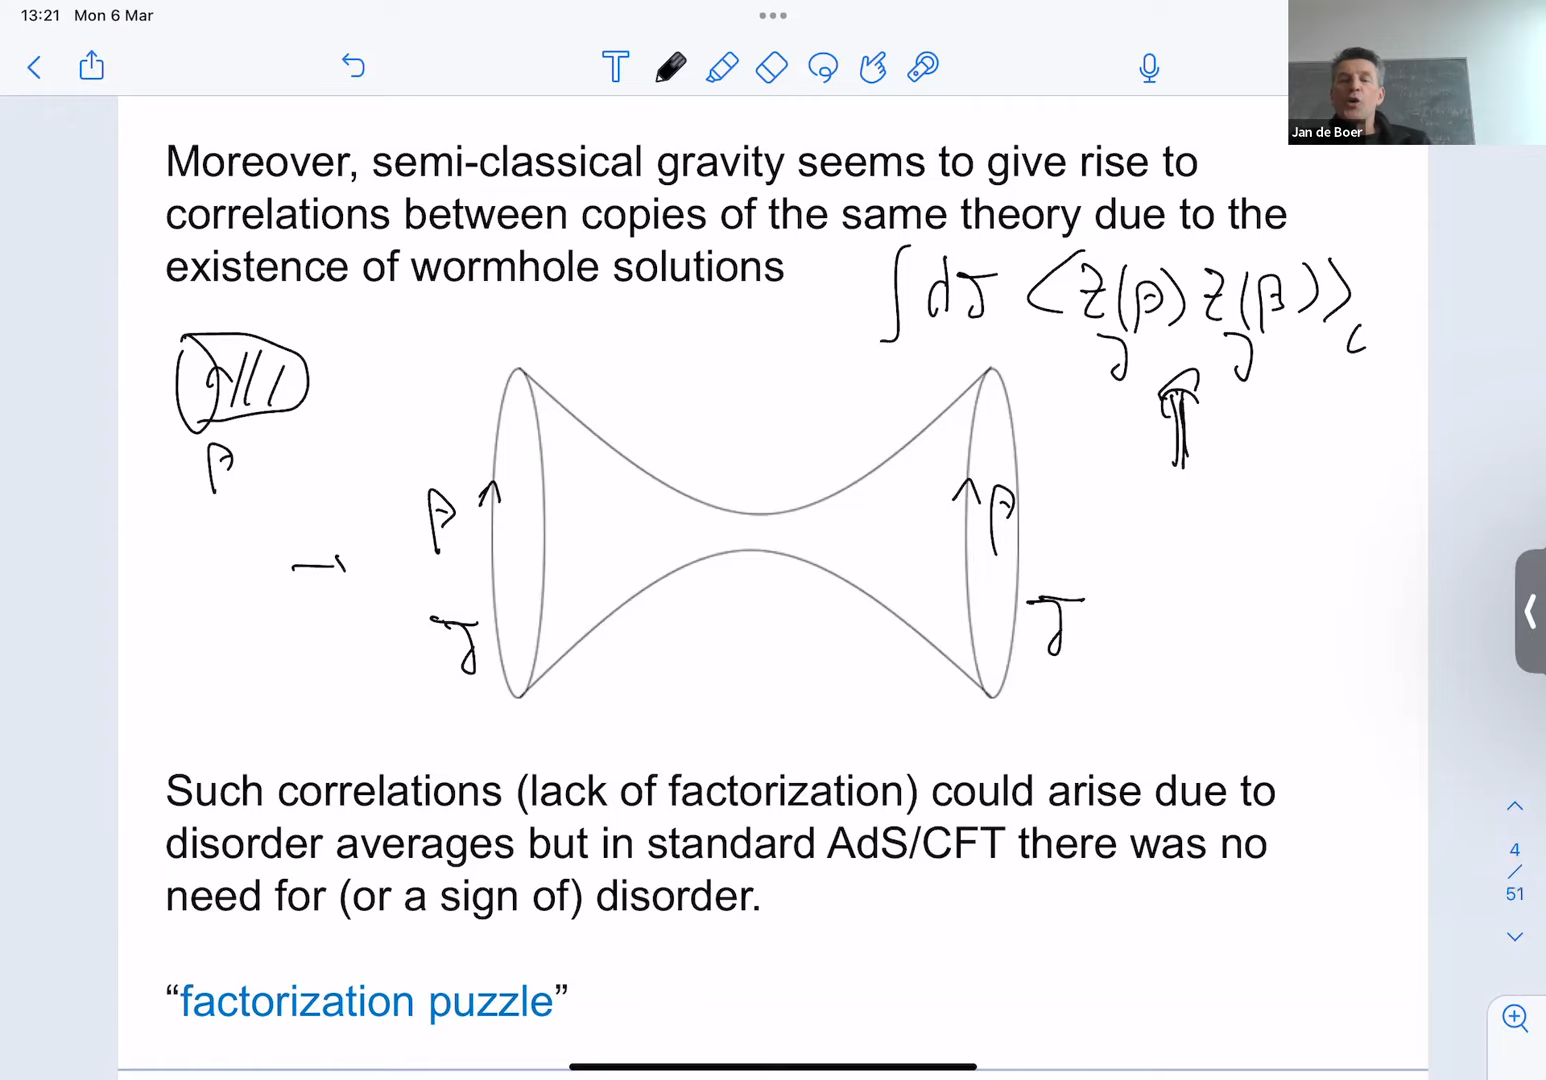 13:21 Mon 6 Mar
Jan de Boer
Moreover, semi-classical gravity seems to give rise to
correlations between copies of the same theory due to the
existence of wormhole solutions
∫ dJ ⟨Z(β) Z(β)⟩
J J c
β
β β
J J
Such correlations (lack of factorization) could arise due to
disorder averages but in standard AdS/CFT there was no
need for (or a sign of) disorder.
“factorization puzzle”
4
/
51